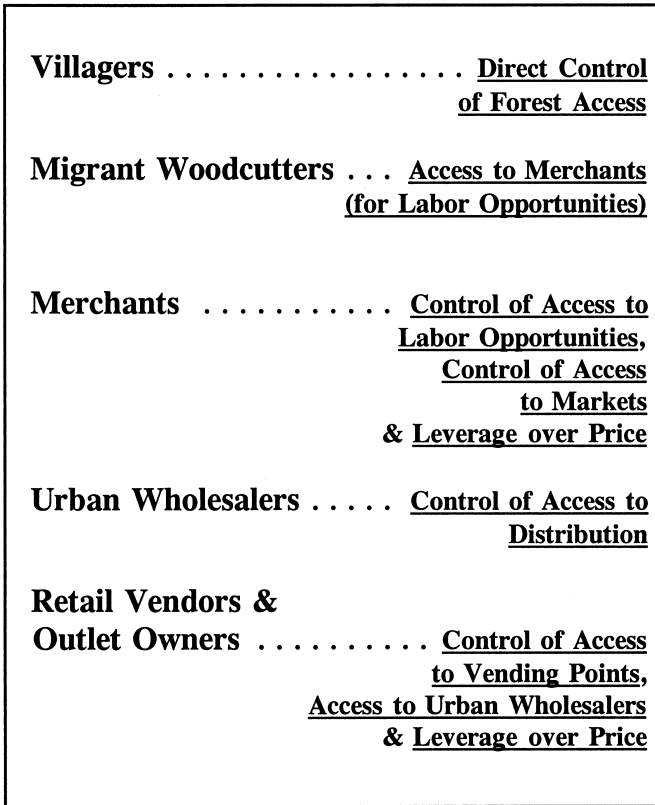 Villagers . . . . . . . . . . . . . . . . . Direct Control
of Forest Access
Migrant Woodcutters . . . Access to Merchants
(for Labor Opportunities)
Merchants . . . . . . . . . . . . Control of Access to
Labor Opportunities,
Control of Access
to Markets
& Leverage over Price
Urban Wholesalers . . . . . Control of Access to
Distribution
Retail Vendors &
Outlet Owners . . . . . . . . . . Control of Access
to Vending Points,
Access to Urban Wholesalers
& Leverage over Price